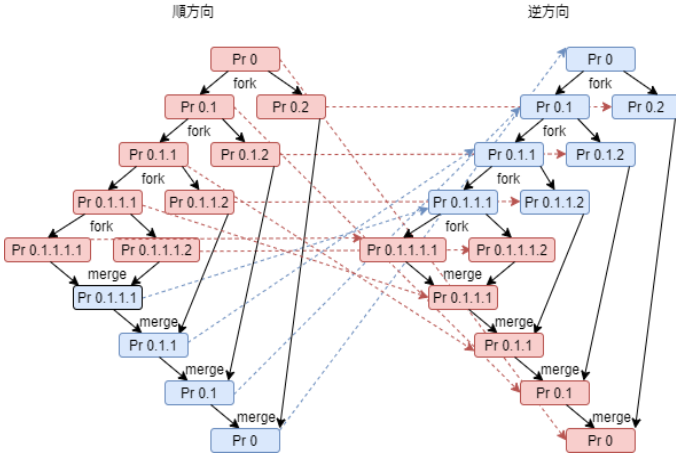 順方向
逆方向
Pr 0
fork
Pr 0.1
Pr 0.2
fork
Pr 0.1.1
Pr 0.1.2
fork
Pr 0.1.1.1
Pr 0.1.1.2
fork
Pr 0.1.1.1.1
Pr 0.1.1.1.2
merge
Pr 0.1.1.1
merge
Pr 0.1.1
merge
Pr 0.1
merge
Pr 0
Pr 0
fork
Pr 0.1
Pr 0.2
fork
Pr 0.1.1
Pr 0.1.2
fork
Pr 0.1.1.1
Pr 0.1.1.2
fork
Pr 0.1.1.1.1
Pr 0.1.1.1.2
merge
Pr 0.1.1.1
merge
Pr 0.1.1
merge
Pr 0.1
merge
Pr 0